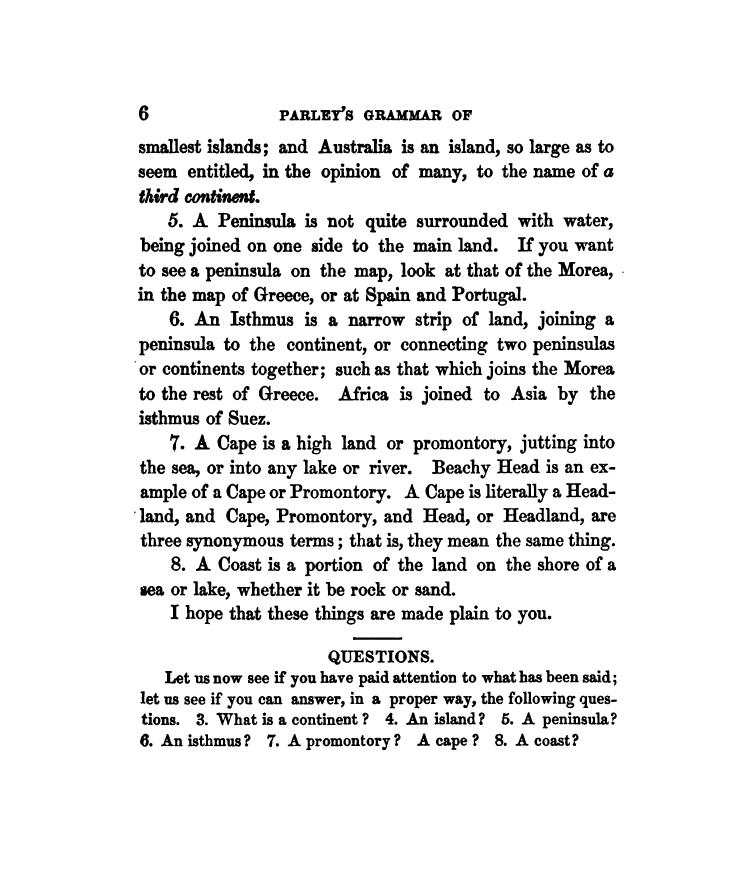 6 PARLEY'S GRAMMAR OF
smallest islands; and Australia is an island, so large as to
seem entitled, in the opinion of many, to the name of a
third continent.
5. A Peninsula is not quite surrounded with water,
being joined on one side to the main land. If you want
to see a peninsula on the map, look at that of the Morea,
in the map of Greece, or at Spain and Portugal.
6. An Isthmus is a narrow strip of land, joining a
peninsula to the continent, or connecting two peninsulas
or continents together; such as that which joins the Morea
to the rest of Greece. Africa is joined to Asia by the
isthmus of Suez.
7. A Cape is a high land or promontory, jutting into
the sea, or into any lake or river. Beachy Head is an ex-
ample of a Cape or Promontory. A Cape is literally a Head-
land, and Cape, Promontory, and Head, or Headland, are
three synonymous terms; that is, they mean the same thing.
8. A Coast is a portion of the land on the shore of a
sea or lake, whether it be rock or sand.
I hope that these things are made plain to you.
QUESTIONS.
Let us now see if you have paid attention to what has been said;
let us see if you can answer, in a proper way, the following ques-
tions. 3. What is a continent? 4. An island? 5. A peninsula?
6. An isthmus? 7. A promontory? A cape? 8. A coast?